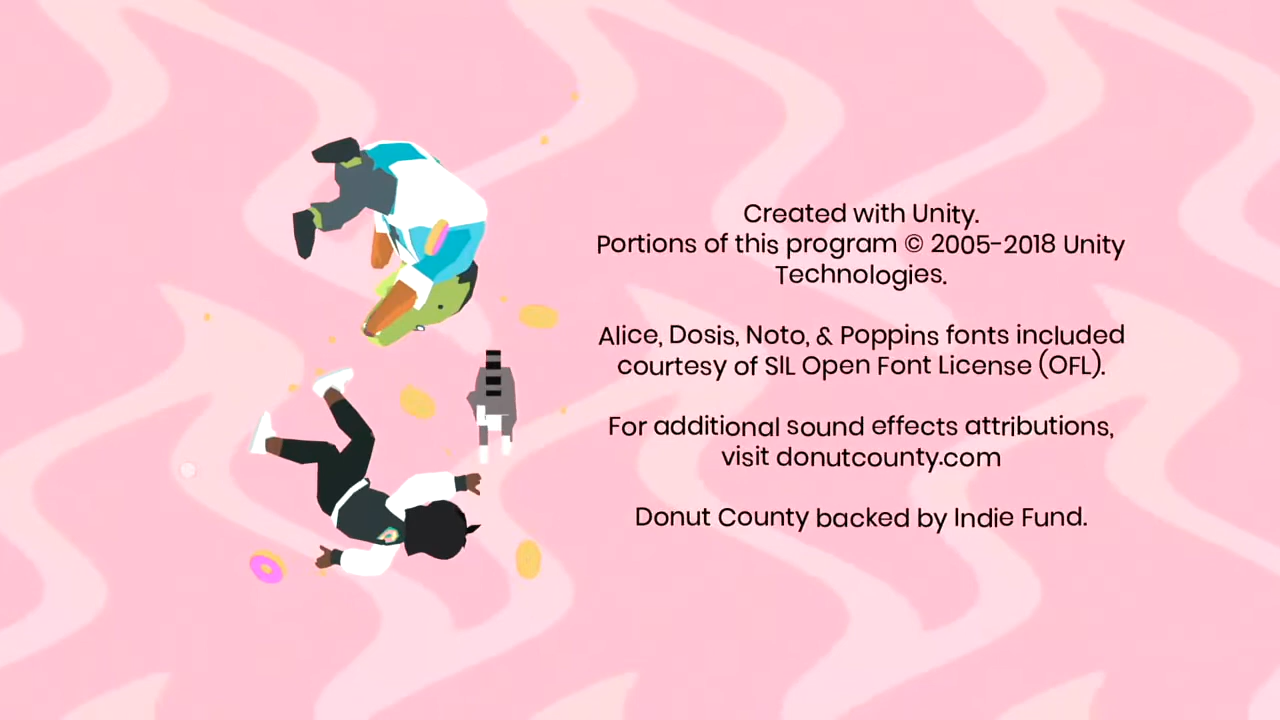 Created with Unity.
Portions of this program © 2005-2018 Unity
Technologies.
Alice, Dosis, Noto, & Poppins fonts included
courtesy of SIL Open Font License (OFL).
For additional sound effects attributions,
visit donutcounty.com
Donut County backed by Indie Fund.